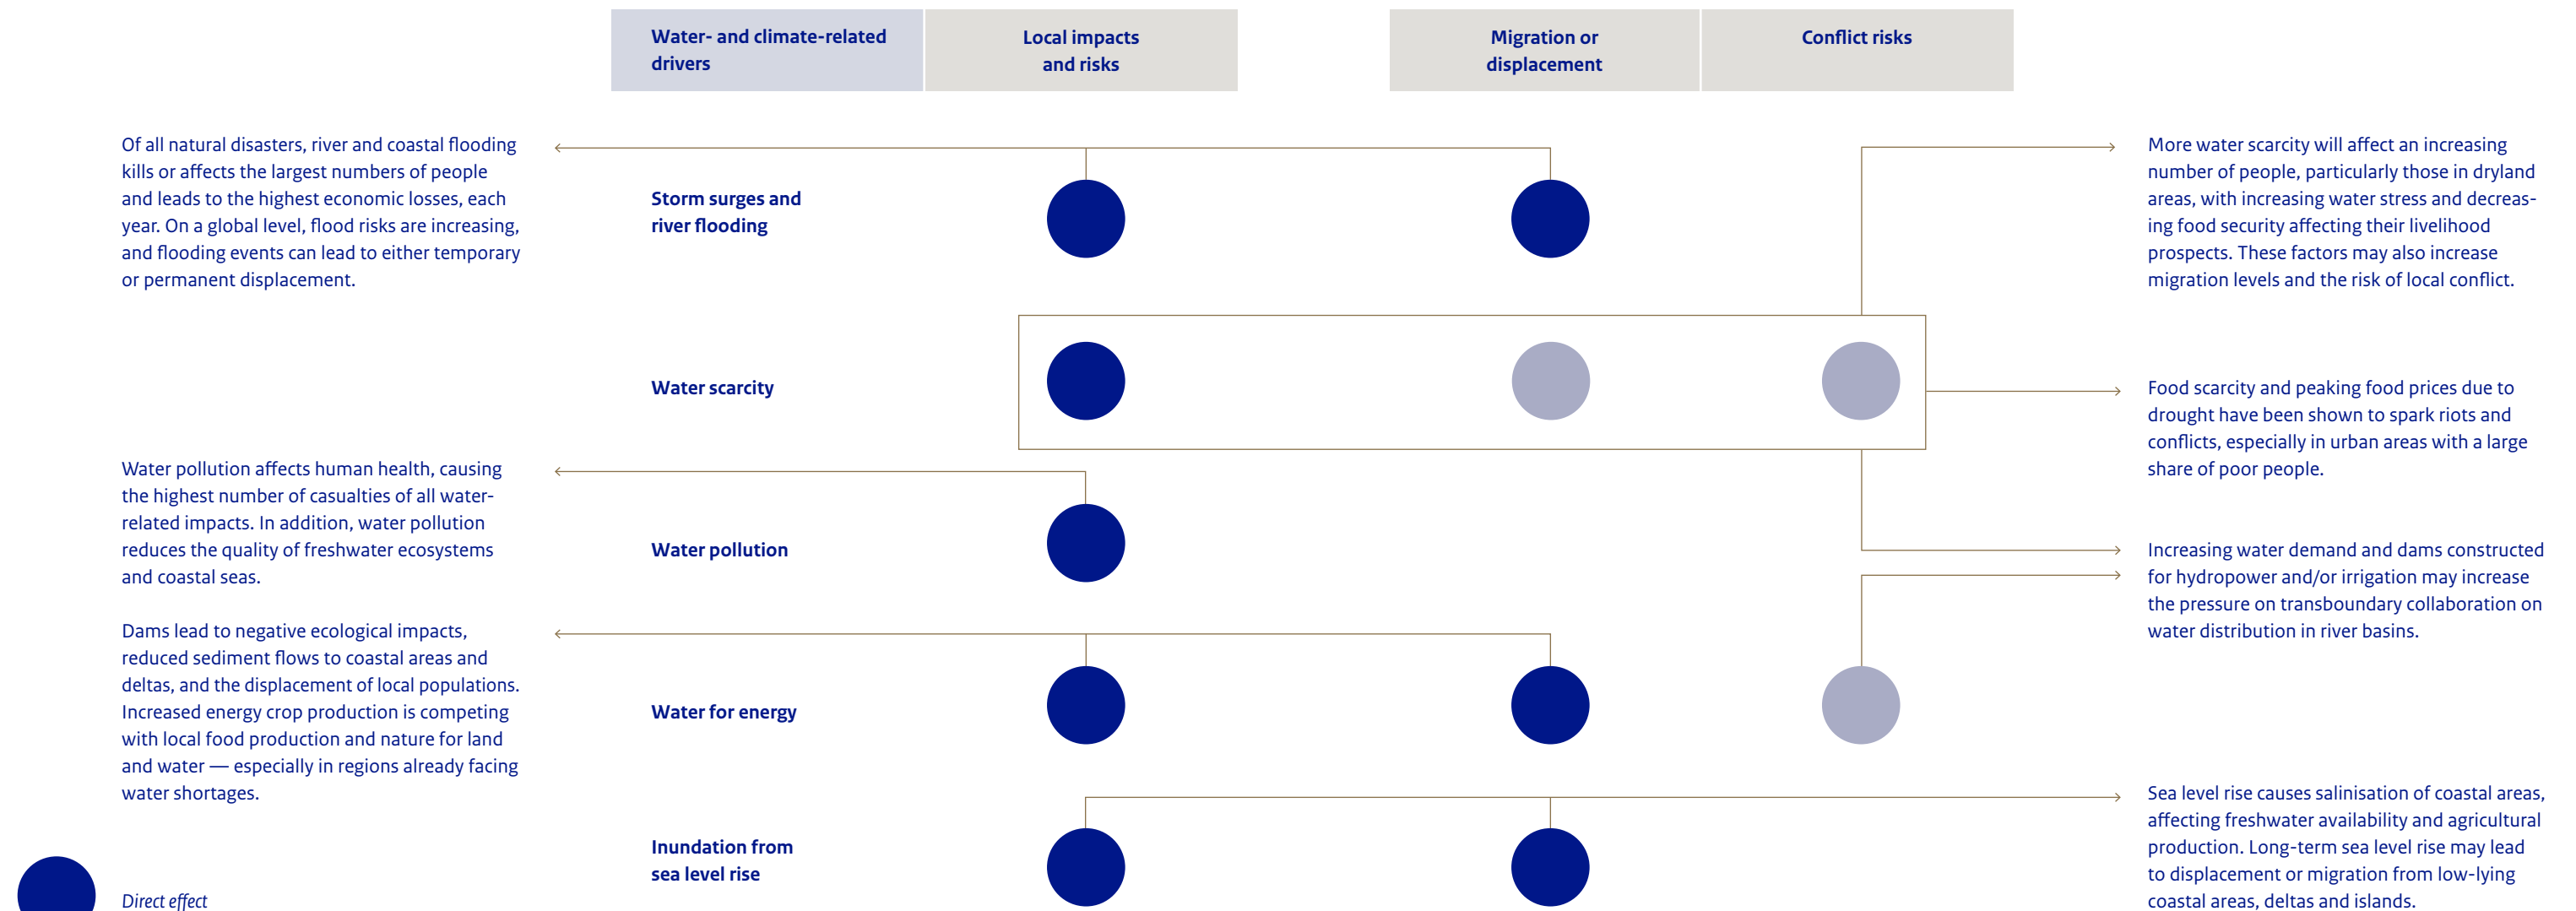 Water- and climate-related
drivers
Local impacts
and risks
Migration or
displacement
Conflict risks
Of all natural disasters, river and coastal flooding
kills or affects the largest numbers of people
and leads to the highest economic losses, each
year. On a global level, flood risks are increasing,
and flooding events can lead to either temporary
or permanent displacement.
Storm surges and
river flooding
More water scarcity will affect an increasing
number of people, particularly those in dryland
areas, with increasing water stress and decreas-
ing food security affecting their livelihood
prospects. These factors may also increase
migration levels and the risk of local conflict.
Water scarcity
Food scarcity and peaking food prices due to
drought have been shown to spark riots and
conflicts, especially in urban areas with a large
share of poor people.
Water pollution affects human health, causing
the highest number of casualties of all water-
related impacts. In addition, water pollution
reduces the quality of freshwater ecosystems
and coastal seas.
Water pollution
Increasing water demand and dams constructed
for hydropower and/or irrigation may increase
the pressure on transboundary collaboration on
water distribution in river basins.
Dams lead to negative ecological impacts,
reduced sediment flows to coastal areas and
deltas, and the displacement of local populations.
Increased energy crop production is competing
with local food production and nature for land
and water — especially in regions already facing
water shortages.
Water for energy
Inundation from
sea level rise
Sea level rise causes salinisation of coastal areas,
affecting freshwater availability and agricultural
production. Long-term sea level rise may lead
to displacement or migration from low-lying
coastal areas, deltas and islands.
Direct effect